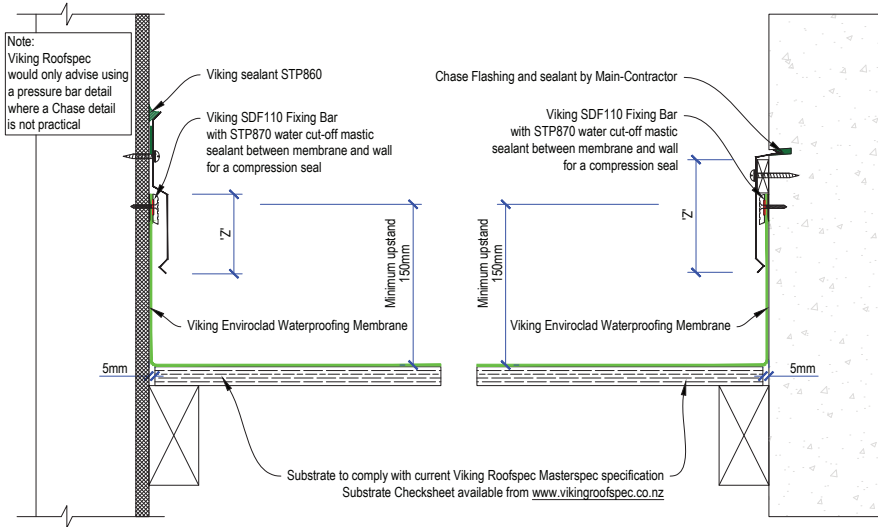 Note:
Viking Roofspec
would only advise using
a pressure bar detail
where a Chase detail
is not practical
Viking sealant STP860
Viking SDF110 Fixing Bar
with STP870 water cut-off mastic
sealant between membrane and wall
for a compression seal
Chase Flashing and sealant by Main-Contractor
Viking SDF110 Fixing Bar
with STP870 water cut-off mastic
sealant between membrane and wall
for a compression seal
'Z'
Minimum upstand
150mm
Minimum upstand
150mm
'Z'
Viking Enviroclad Waterproofing Membrane
Viking Enviroclad Waterproofing Membrane
5mm
5mm
Substrate to comply with current Viking Roofspec Masterspec specification
Substrate Checksheet available from www.vikingroofspec.co.nz